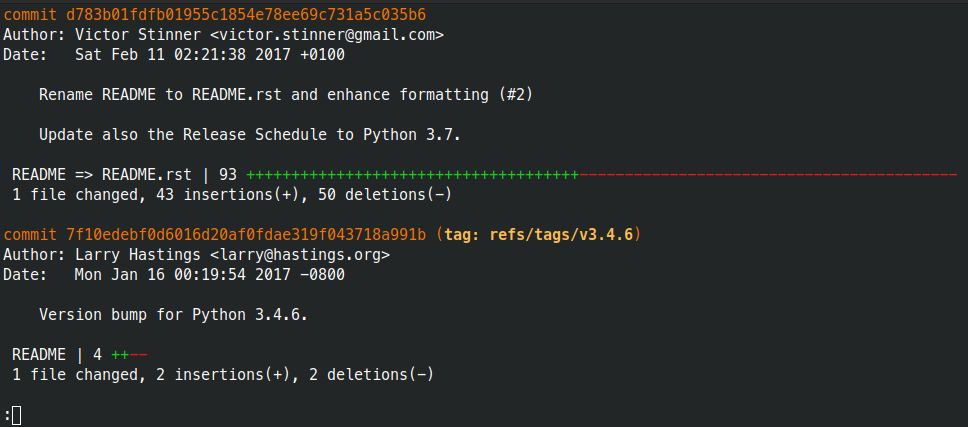 commit d783b01fdfb01955c1854e78ee69c731a5c035b6
Author: Victor Stinner <victor.stinner@gmail.com>
Date:   Sat Feb 11 02:21:38 2017 +0100
    Rename README to README.rst and enhance formatting (#2)
    Update also the Release Schedule to Python 3.7.
 README => README.rst | 93 +++++++++++++++++++++++++++++++++++++------------------------------------------
 1 file changed, 43 insertions(+), 50 deletions(-)
commit 7f10edebf0d6016d20af0fdae319f043718a991b (tag: refs/tags/v3.4.6)
Author: Larry Hastings <larry@hastings.org>
Date:   Mon Jan 16 00:19:54 2017 -0800
    Version bump for Python 3.4.6.
 README | 4 ++--
 1 file changed, 2 insertions(+), 2 deletions(-)
: